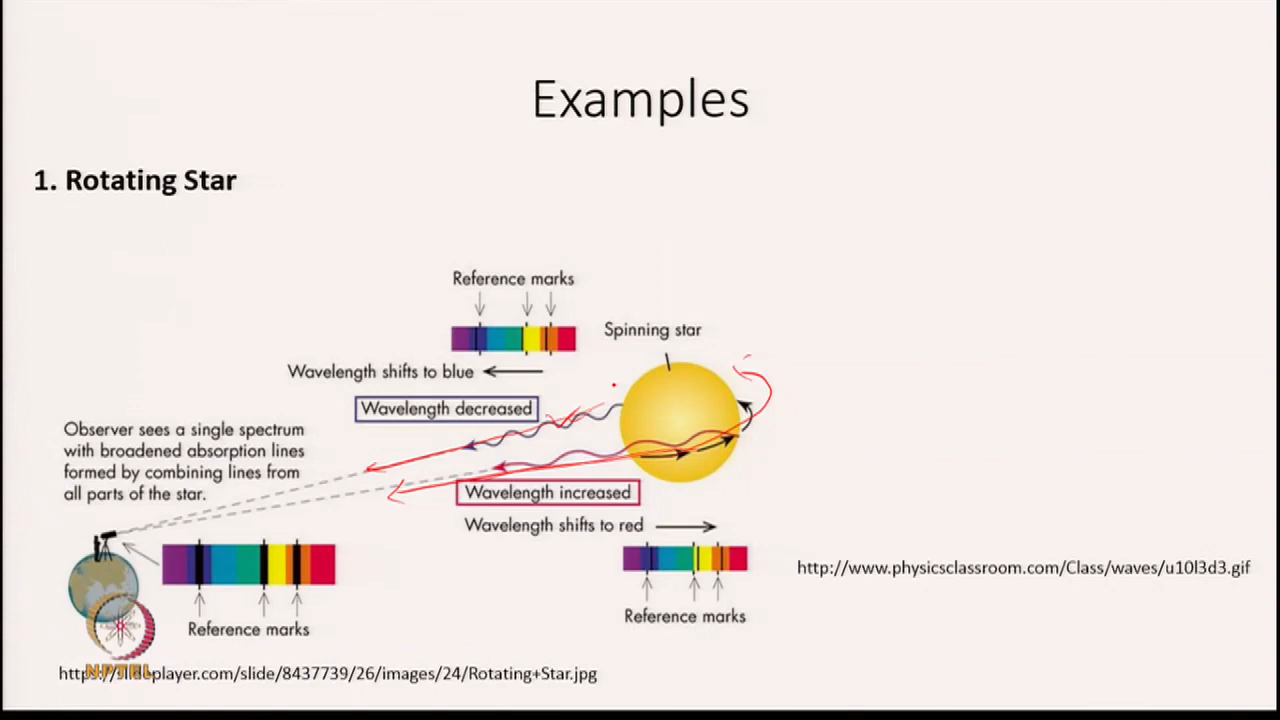 Examples
1. Rotating Star
Reference marks
Spinning star
Wavelength shifts to blue
Wavelength decreased
Observer sees a single spectrum
with broadened absorption lines
formed by combining lines from
all parts of the star.
Wavelength increased
Wavelength shifts to red
http://www.physicsclassroom.com/Class/waves/u10l3d3.gif
Reference marks
Reference marks
NPTEL
https://slideplayer.com/slide/8437739/26/images/24/Rotating+Star.jpg